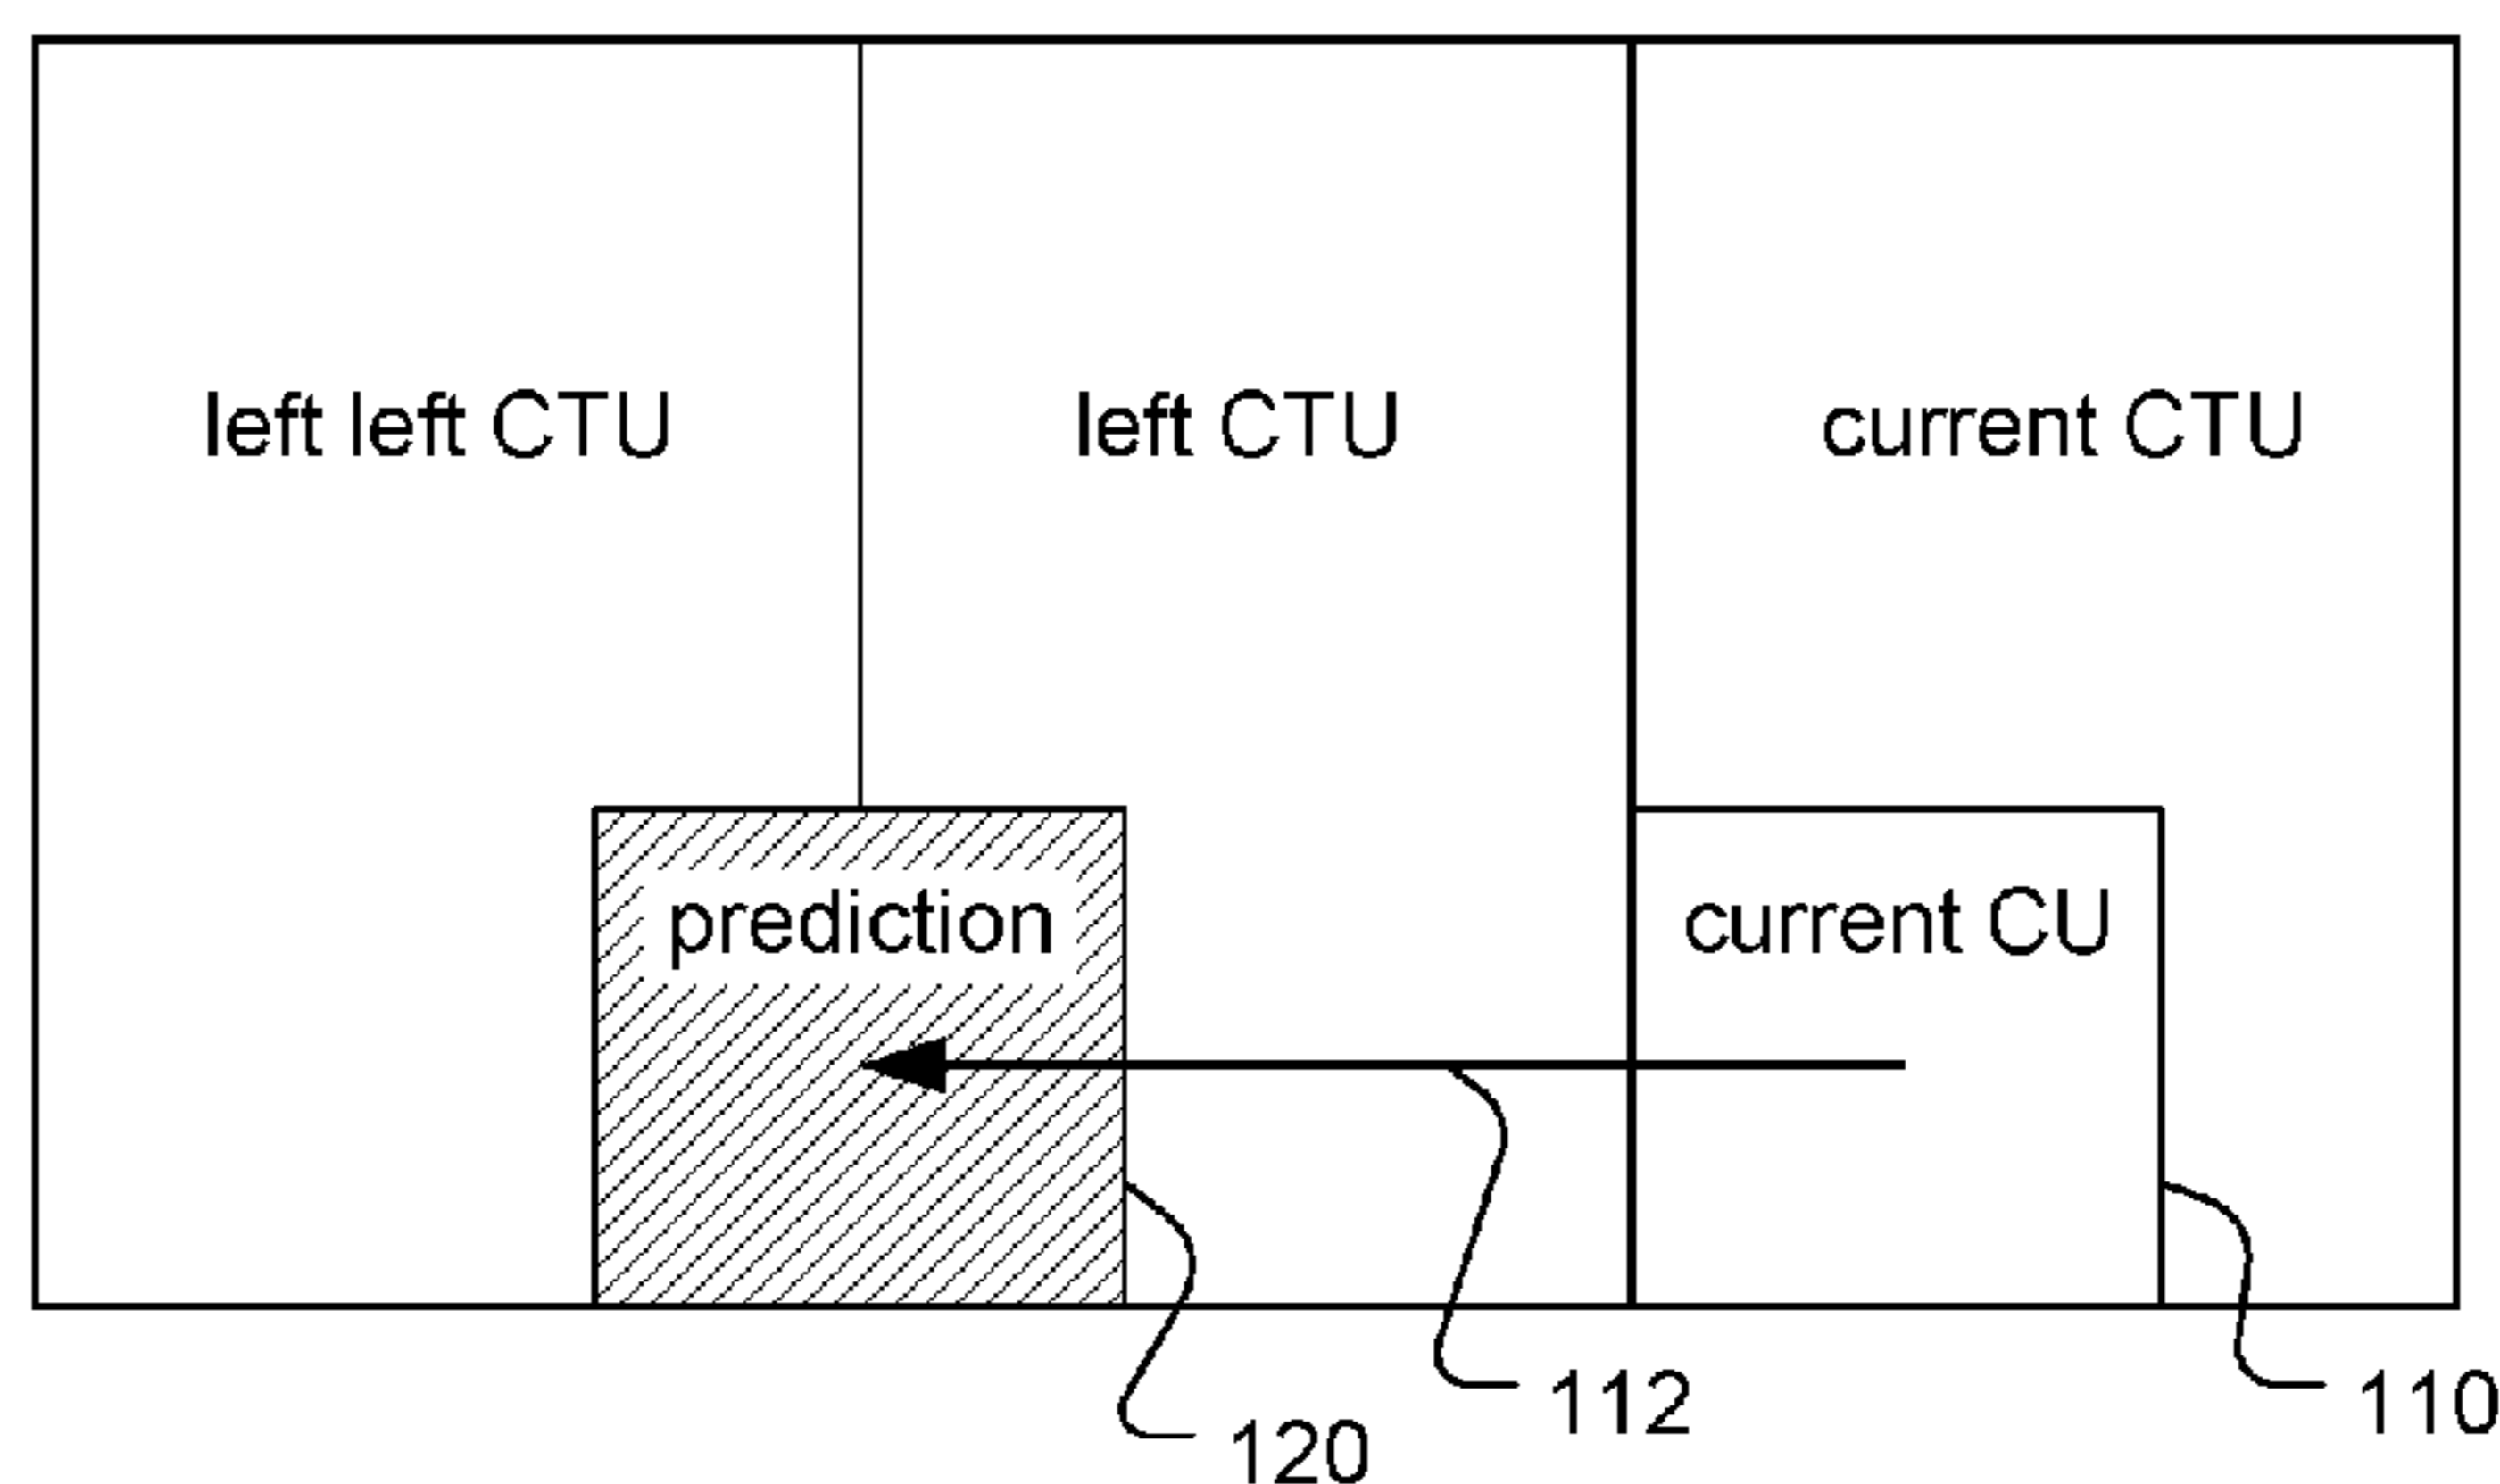 left left CTU
left CTU
current CTU
prediction
current CU
112
110
120